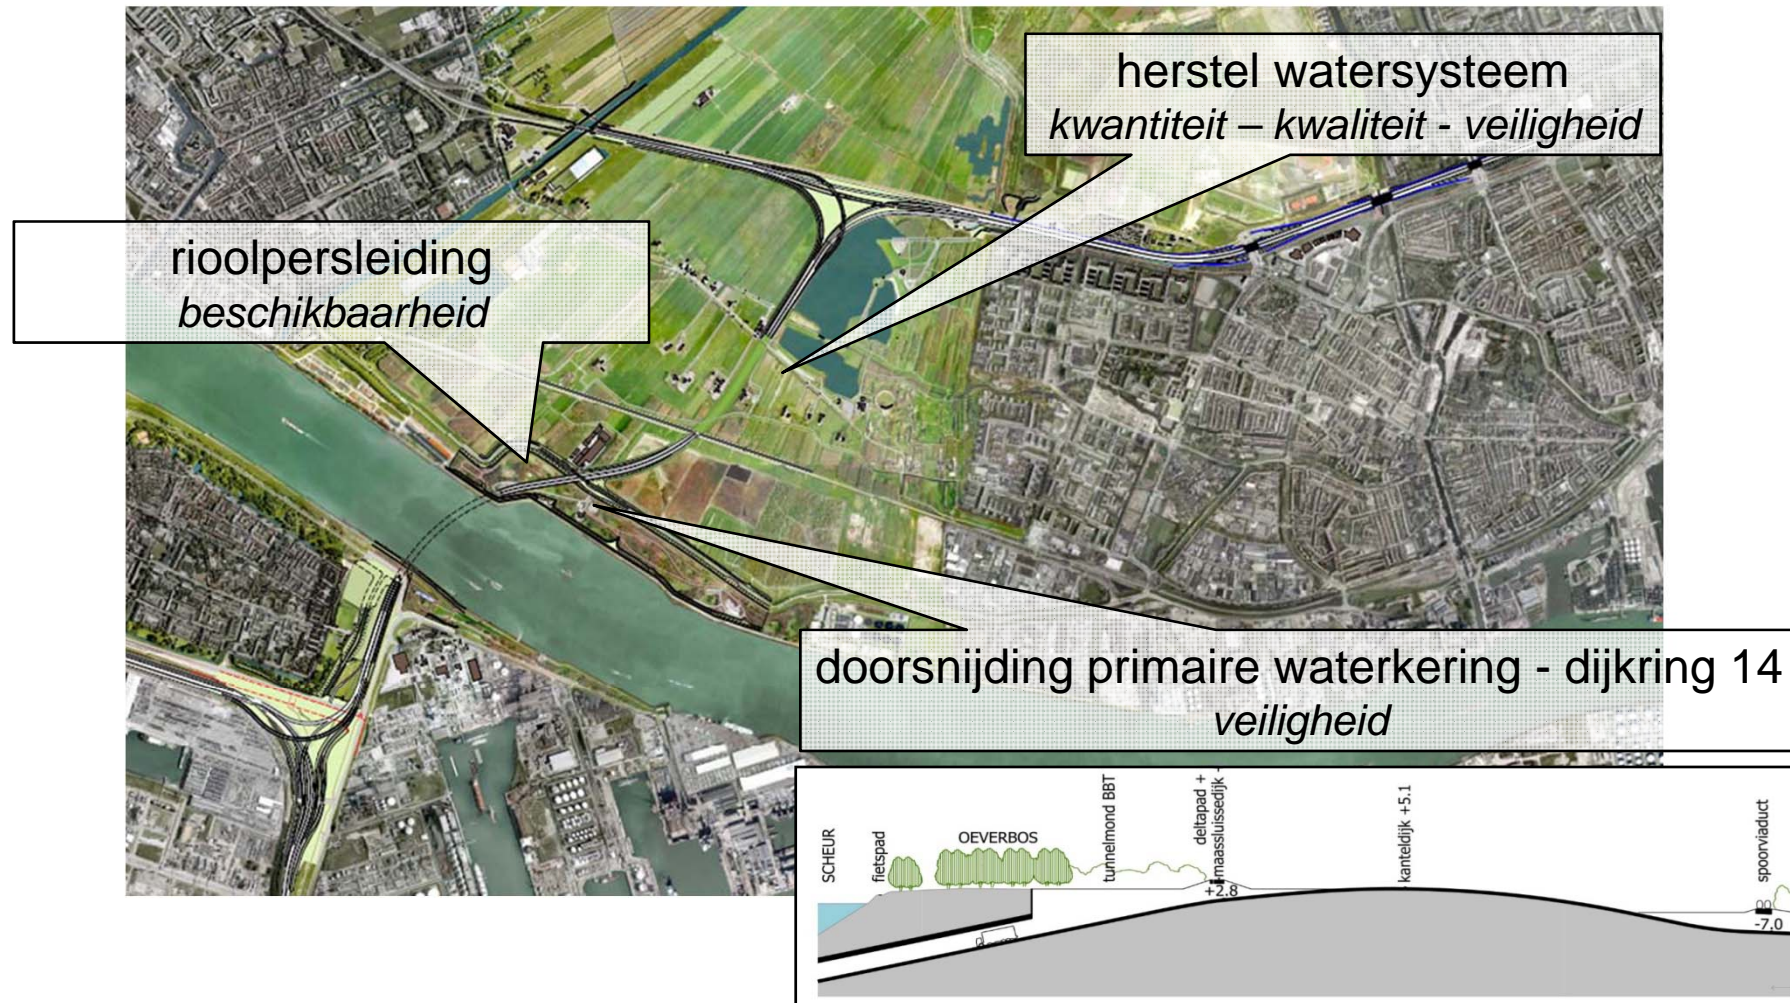 herstel watersysteem
kwantiteit – kwaliteit - veiligheid
rioolpersleiding
beschikbaarheid
doorsnijding primaire waterkering - dijkring 14
veiligheid
SCHEUR
fietspad
OEVERBOS
tunnelmond BBT
deltapad +
maassluissedijk
+2.8
kanteldijk +5.1
spoorviaduct
-7,0